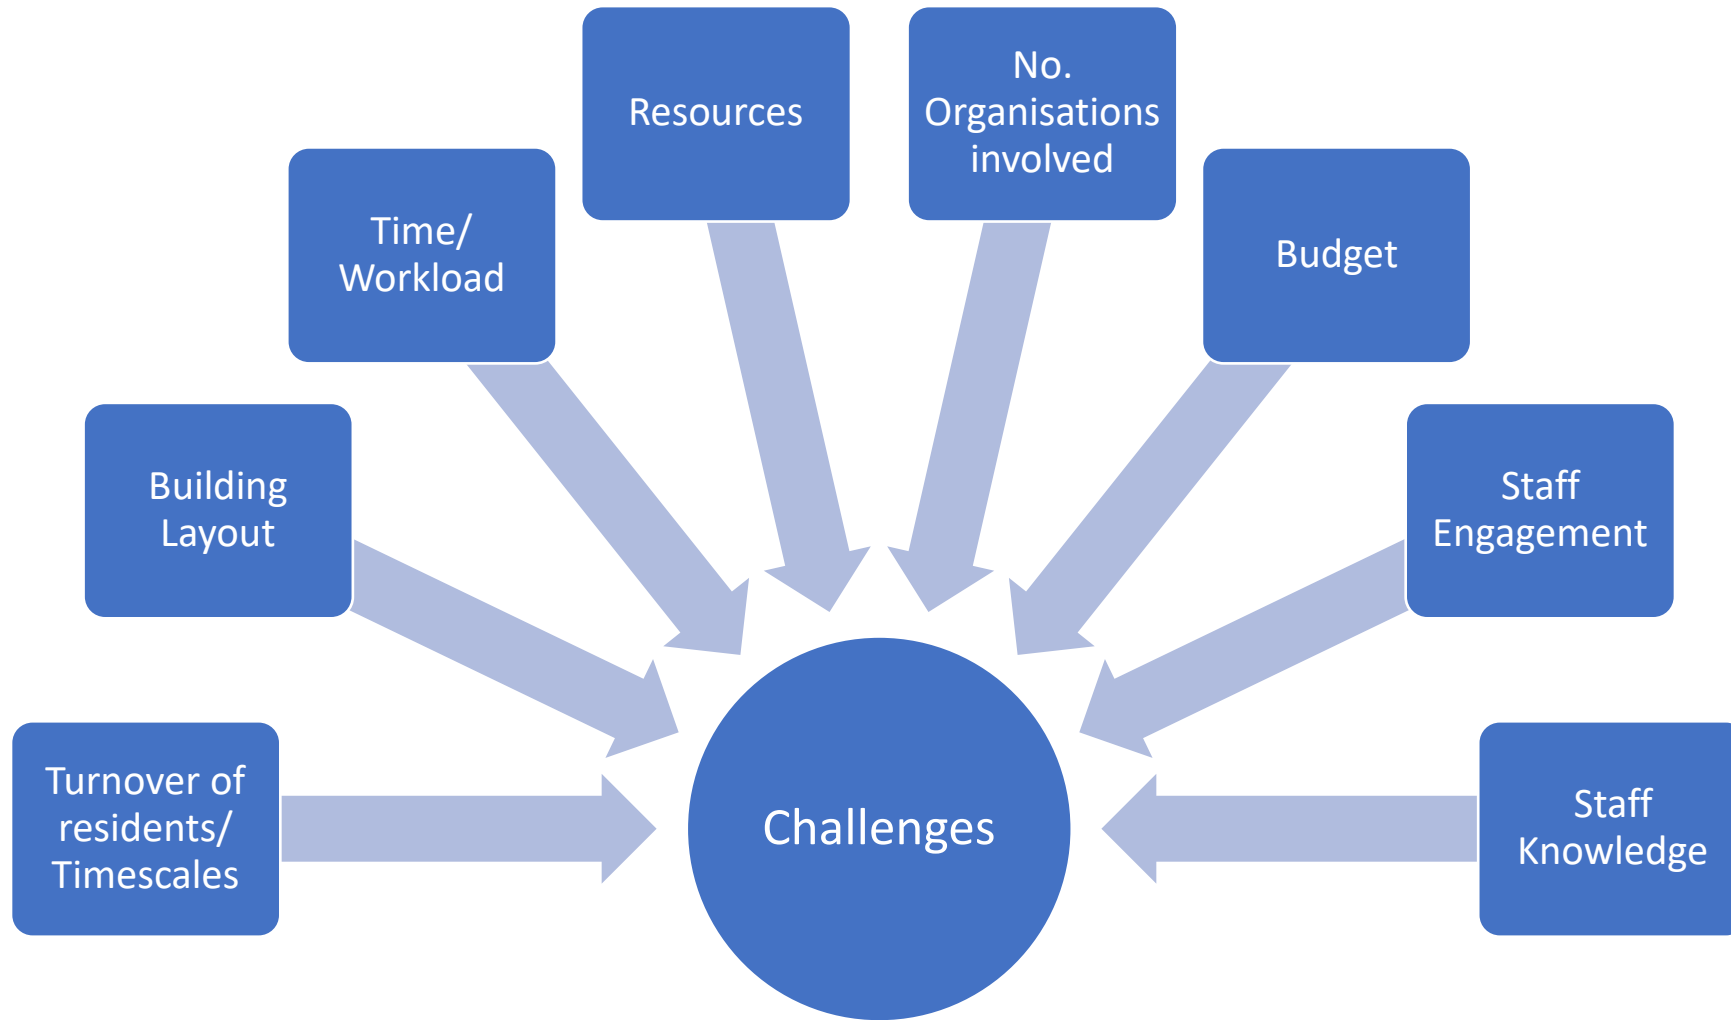 Resources
No.
Organisations
involved
Time/
Workload
Budget
Building
Layout
Staff
Engagement
Turnover of
residents/
Timescales
Challenges
Staff
Knowledge